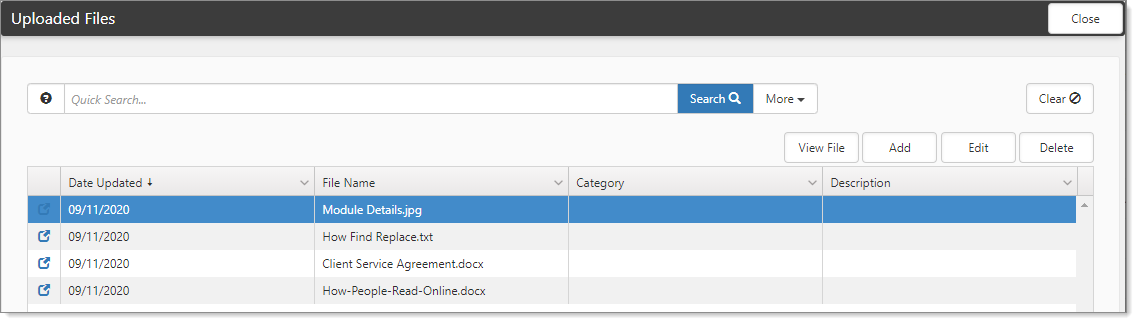 Uploaded Files Close
Quick Search... Search More Clear
View File Add Edit Delete
Date Updated File Name Category Description
09/11/2020 Module Details.jpg
09/11/2020 How Find Replace.txt
09/11/2020 Client Service Agreement.docx
09/11/2020 How-People-Read-Online.docx